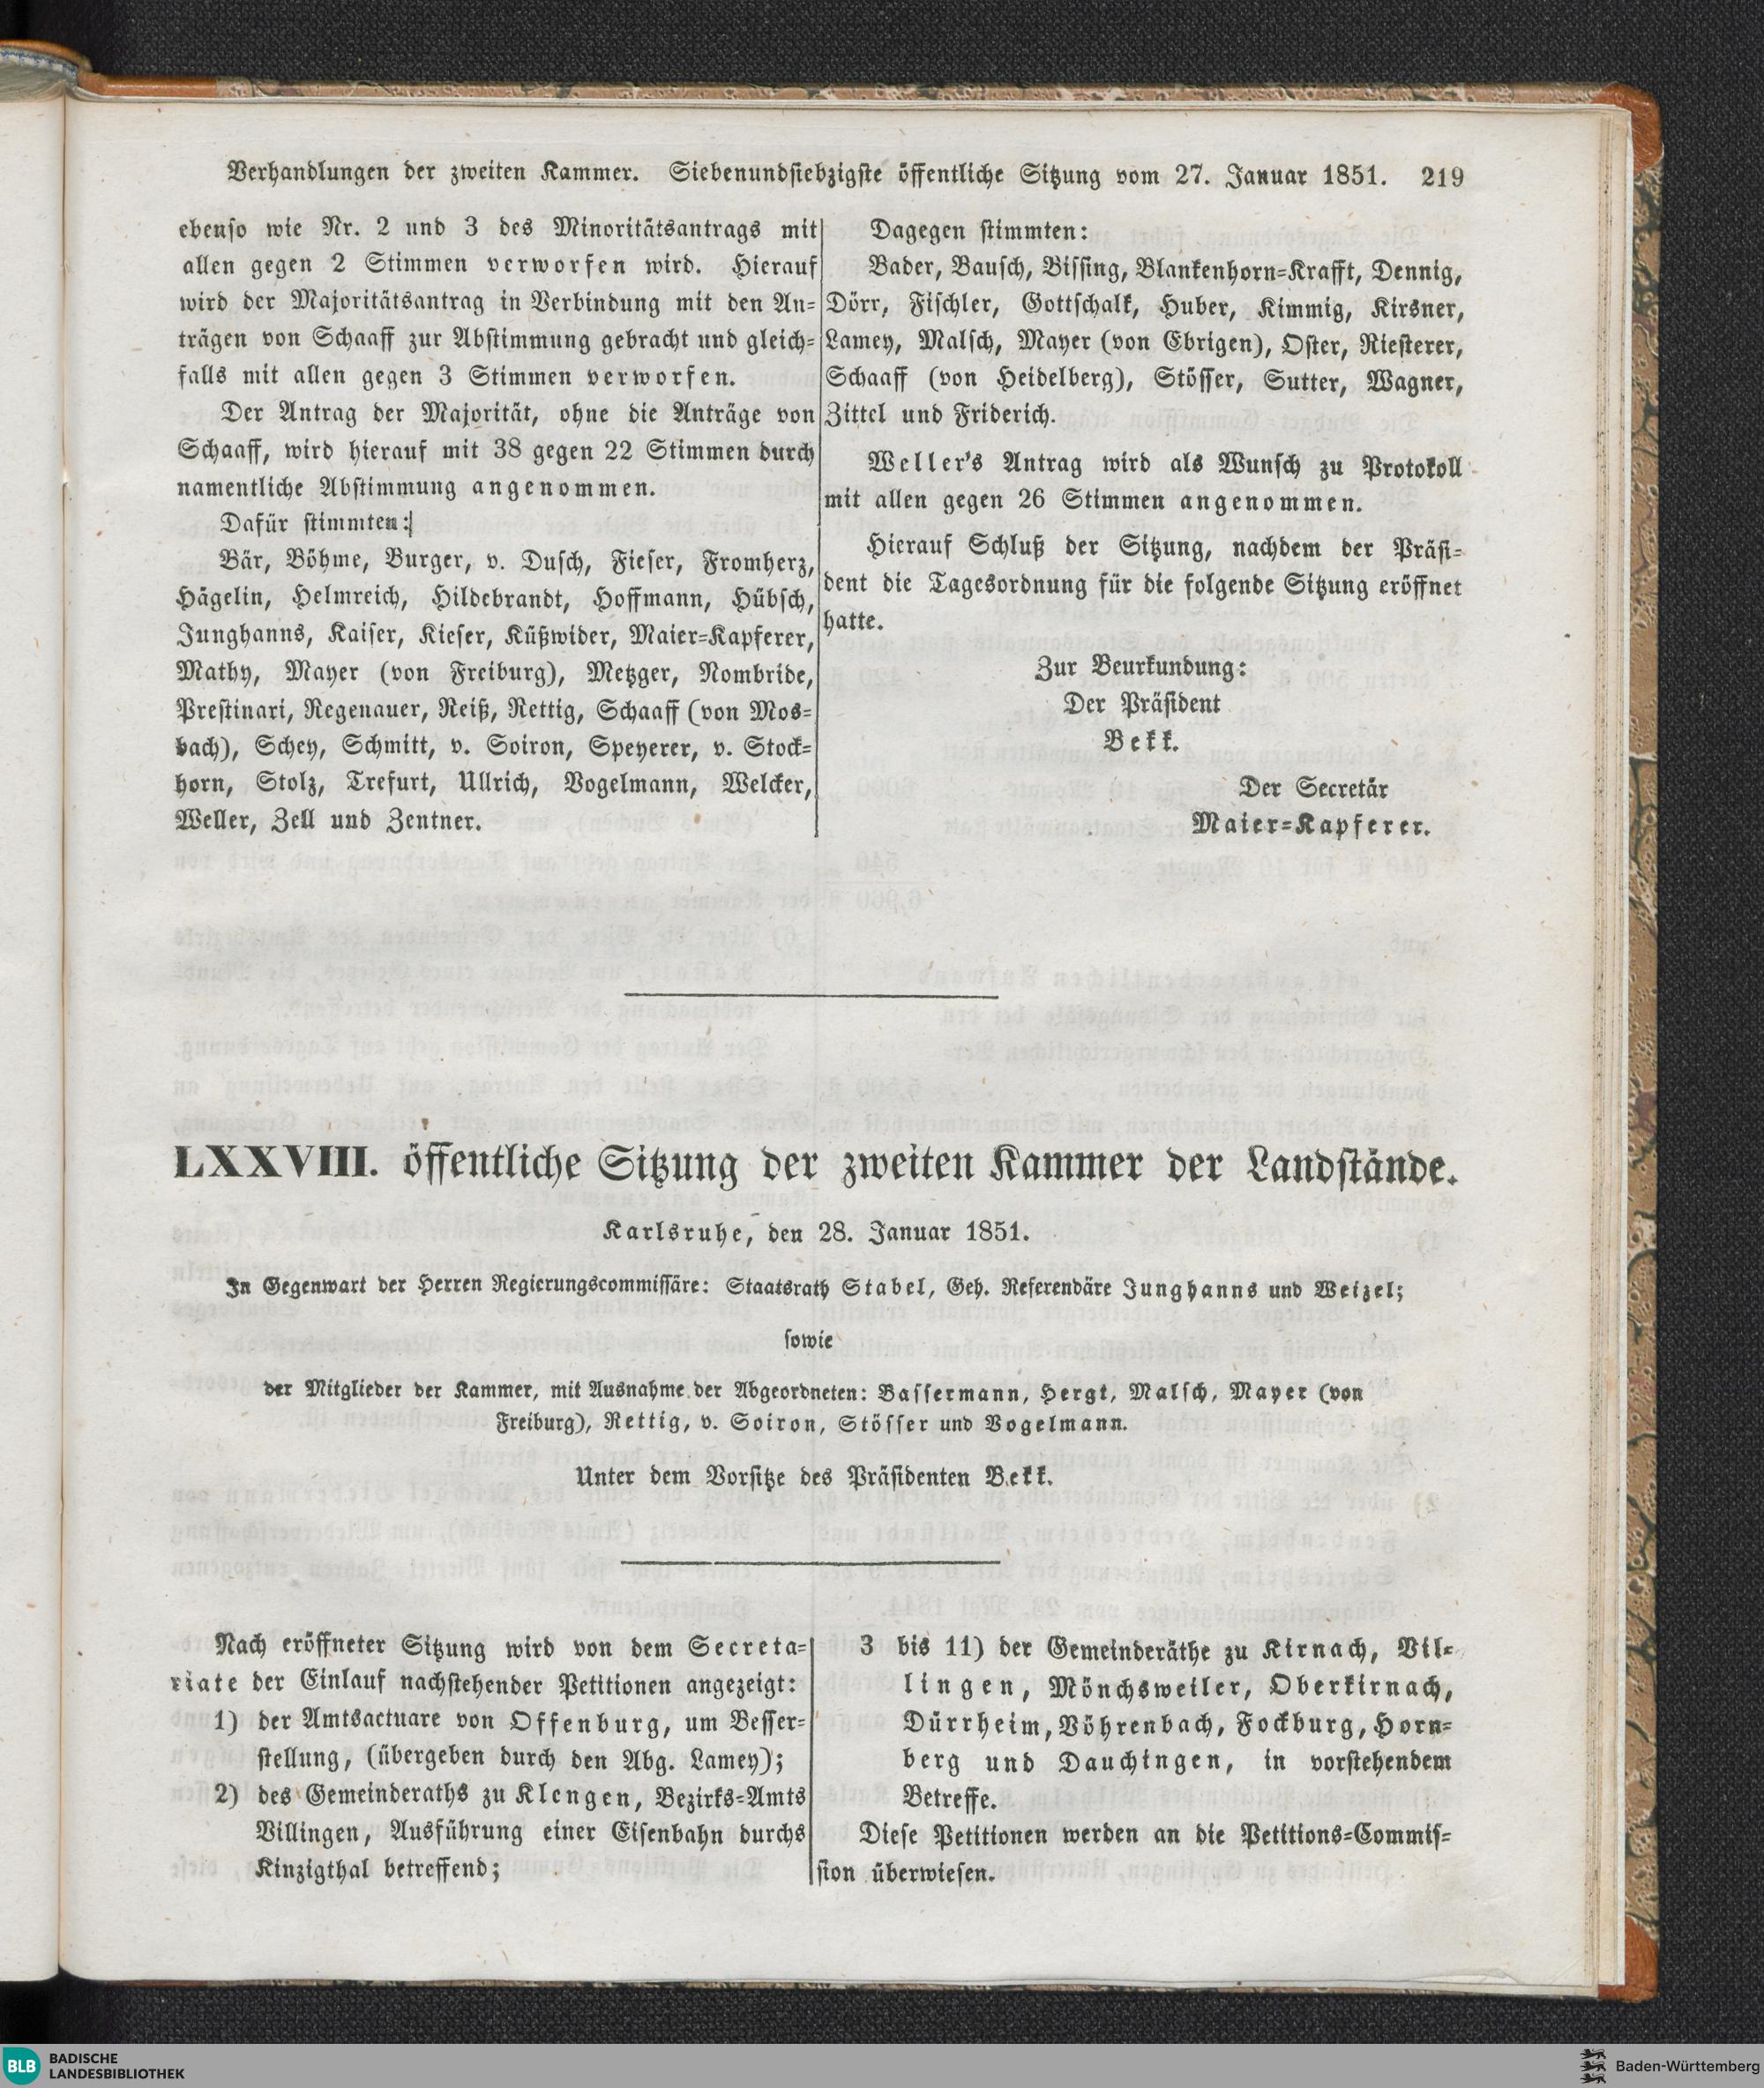 Verhandlungen der zweiten Kammer. Siebenundsiebzigste öffentliche Sitzung vom 27. Januar 1851. 219
ebenso wie Nr. 2 und 3 des Minoritätsantrags mit
allen gegen 2 Stimmen verworfen wird. Hierauf
wird der Majoritätsantrag in Verbindung mit den An-
trägen von Schaaff zur Abstimmung gebracht und gleich-
falls mit allen gegen 3 Stimmen verworfen.
Der Antrag der Majorität, ohne die Anträge von
Schaaff, wird hierauf mit 38 gegen 22 Stimmen durch
namentliche Abstimmung angenommen.
Dafür stimmten:
Bär, Böhme, Burger, v. Dusch, Fieser, Fromherz,
Hägelin, Helmreich, Hildebrandt, Hoffmann, Hübsch,
Junghanns, Kaiser, Kieser, Küßwider, Maier-Kapferer,
Mathy, Mayer (von Freiburg), Metzger, Nombride,
Prestinari, Regenauer, Reiß, Rettig, Schaaff (von Mos-
bach), Schey, Schmitt, v. Soiron, Speyerer, v. Stock-
horn, Stolz, Trefurt, Ullrich, Vogelmann, Welcker,
Weller, Zell und Zentner.
Dagegen stimmten:
Bader, Bausch, Bissing, Blankenhorn-Krafft, Dennig,
Dörr, Fischler, Gottschalk, Huber, Kimmig, Kirsner,
Lamey, Malsch, Mayer (von Ebrigen), Oster, Riesterer,
Schaaff (von Heidelberg), Stösser, Sutter, Wagner,
Zittel und Friderich.
Weller's Antrag wird als Wunsch zu Protokoll
mit allen gegen 26 Stimmen angenommen.
Hierauf Schluß der Sitzung, nachdem der Präsi-
dent die Tagesordnung für die folgende Sitzung eröffnet
hatte.
Zur Beurkundung:
Der Präsident
Bekk.
Der Secretär
Maier-Kapferer.
LXXVIII. öffentliche Sitzung der zweiten Kammer der Landstände.
Karlsruhe, den 28. Januar 1851.
In Gegenwart der Herren Regierungscommissäre: Staatsrath Stabel, Geh. Referendäre Junghanns und Weizel;
sowie
der Mitglieder der Kammer, mit Ausnahme der Abgeordneten: Bassermann, Hergt, Malsch, Mayer (von
Freiburg), Rettig, v. Soiron, Stösser und Vogelmann.
Unter dem Vorsitze des Präsidenten Bekk.
Nach eröffneter Sitzung wird von dem Secreta-
riate der Einlauf nachstehender Petitionen angezeigt:
1) der Amtsactuare von Offenburg, um Besser-
stellung, (übergeben durch den Abg. Lamey);
2) des Gemeinderaths zu Klengen, Bezirks-Amts
Villingen, Ausführung einer Eisenbahn durchs
Kinzigthal betreffend;
3 bis 11) der Gemeinderäthe zu Kirnach, Vil-
lingen, Mönchsweiler, Oberkirnach,
Dürrheim, Vöhrenbach, Fockburg, Horn-
berg und Dauchingen, in vorstehendem
Betreffe.
Diese Petitionen werden an die Petitions-Commis-
sion überwiesen.
BLB BADISCHE
LANDESBIBLIOTHEK
Baden-Württemberg